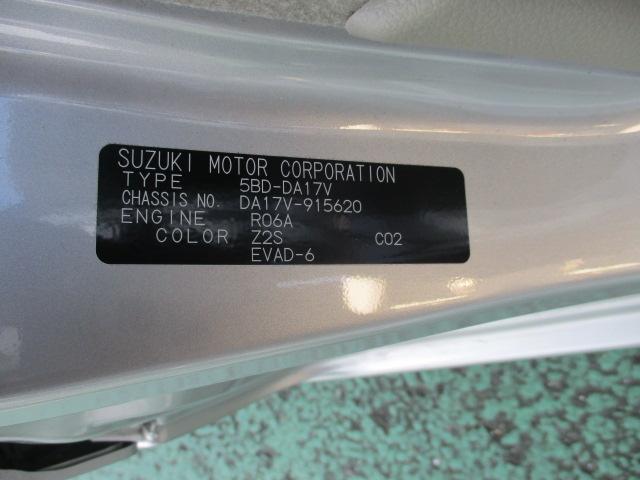 SUZUKI MOTOR CORPORATION
TYPE 5BD-DA17V
CHASSIS NO. DA17V-915620
ENGINE R06A
COLOR Z2S C02
EVAD-6